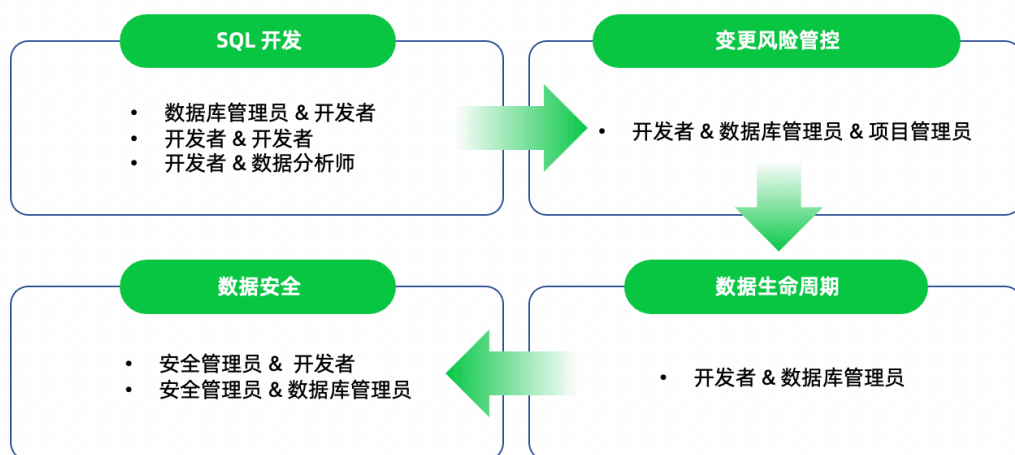 SQL 开发
• 数据库管理员 & 开发者
• 开发者 & 开发者
• 开发者 & 数据分析师
变更风险管控
• 开发者 & 数据库管理员 & 项目管理员
数据生命周期
• 开发者 & 数据库管理员
数据安全
• 安全管理员 & 开发者
• 安全管理员 & 数据库管理员